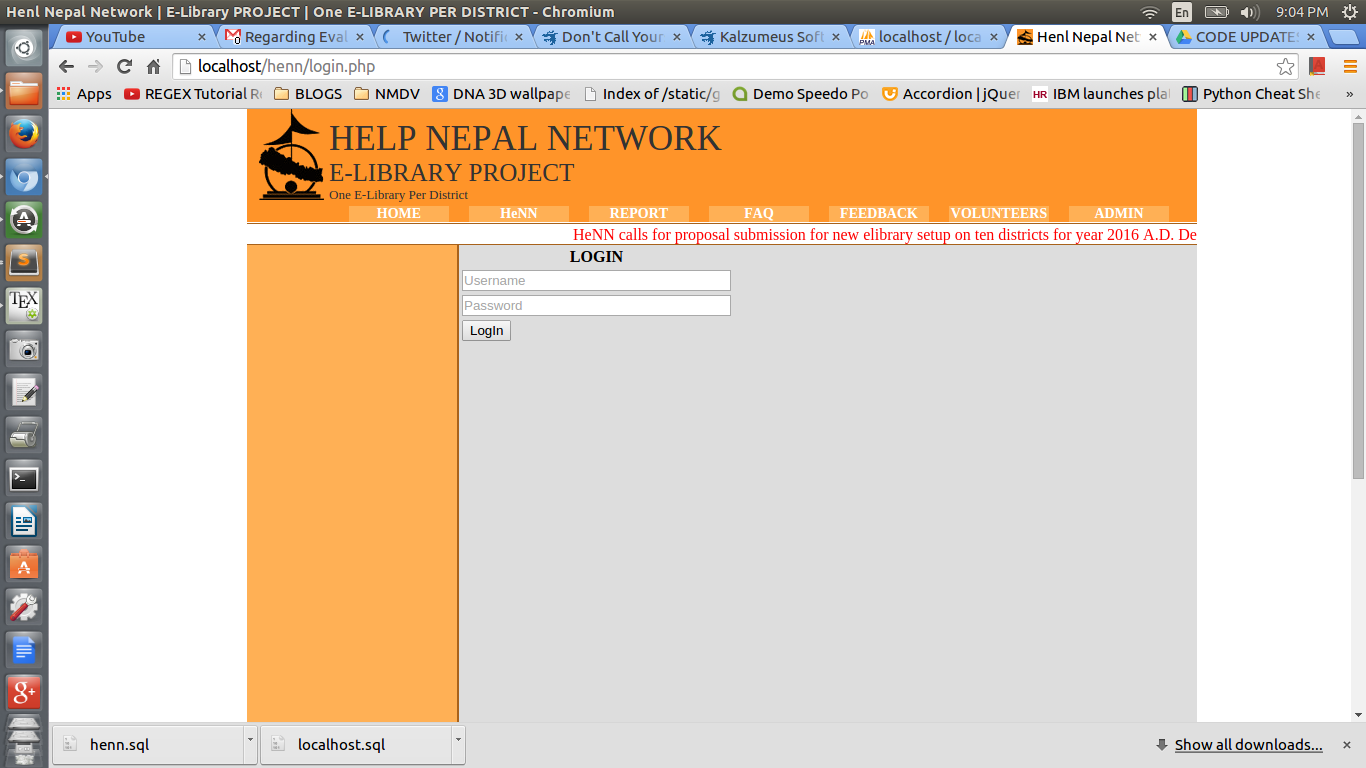 Henl Nepal Network | E-Library PROJECT | One E-LIBRARY PER DISTRICT - Chromium
En
9:04 PM
YouTube
Regarding Eval
Twitter / Notifi
Don't Call Your
Kalzumeus Soft
localhost / loca
Henl Nepal Net
CODE UPDATES
localhost/henn/login.php
Apps
REGEX Tutorial R
BLOGS
NMDV
DNA 3D wallpape
Index of /static/g
Demo Speedo Po
Accordion | jQuer
HR IBM launches plat
Python Cheat She
»
HELP NEPAL NETWORK
E-LIBRARY PROJECT
One E-Library Per District
HOME
HeNN
REPORT
FAQ
FEEDBACK
VOLUNTEERS
ADMIN
HeNN calls for proposal submission for new elibrary setup on ten districts for year 2016 A.D. De
LOGIN
Username
Password
LogIn
henn.sql
localhost.sql
Show all downloads...